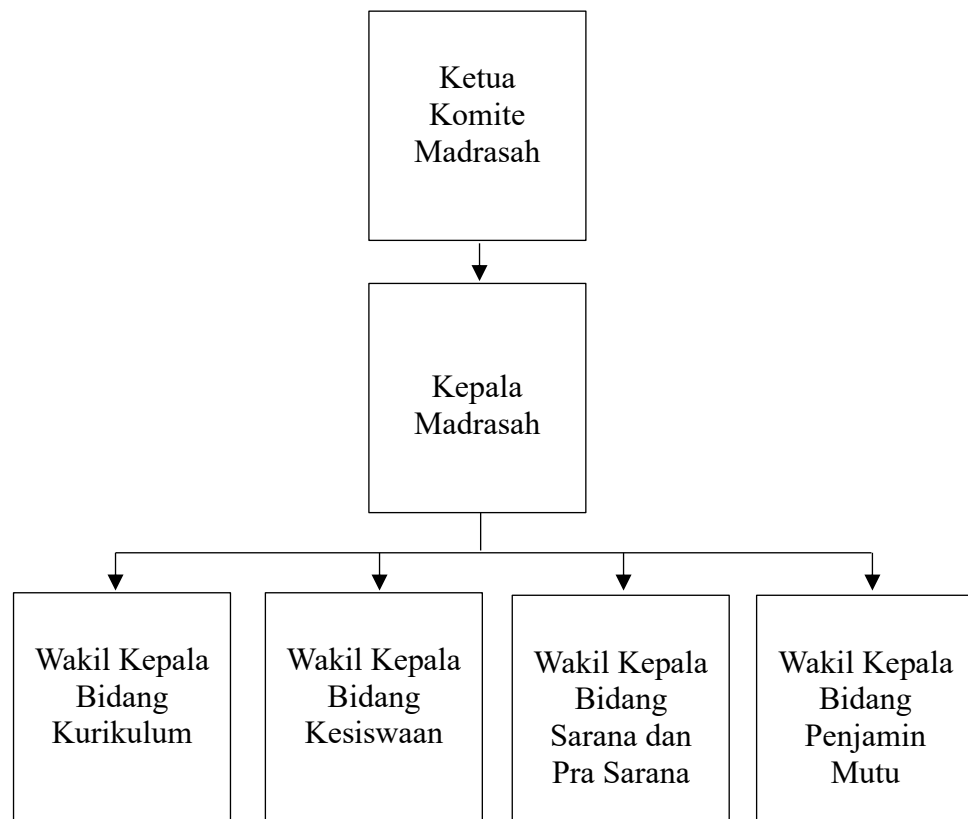 Ketua
Komite
Madrasah
Kepala
Madrasah
Wakil Kepala
Bidang
Kurikulum
Wakil Kepala
Bidang
Kesiswaan
Wakil Kepala
Bidang
Sarana dan
Pra Sarana
Wakil Kepala
Bidang
Penjamin
Mutu